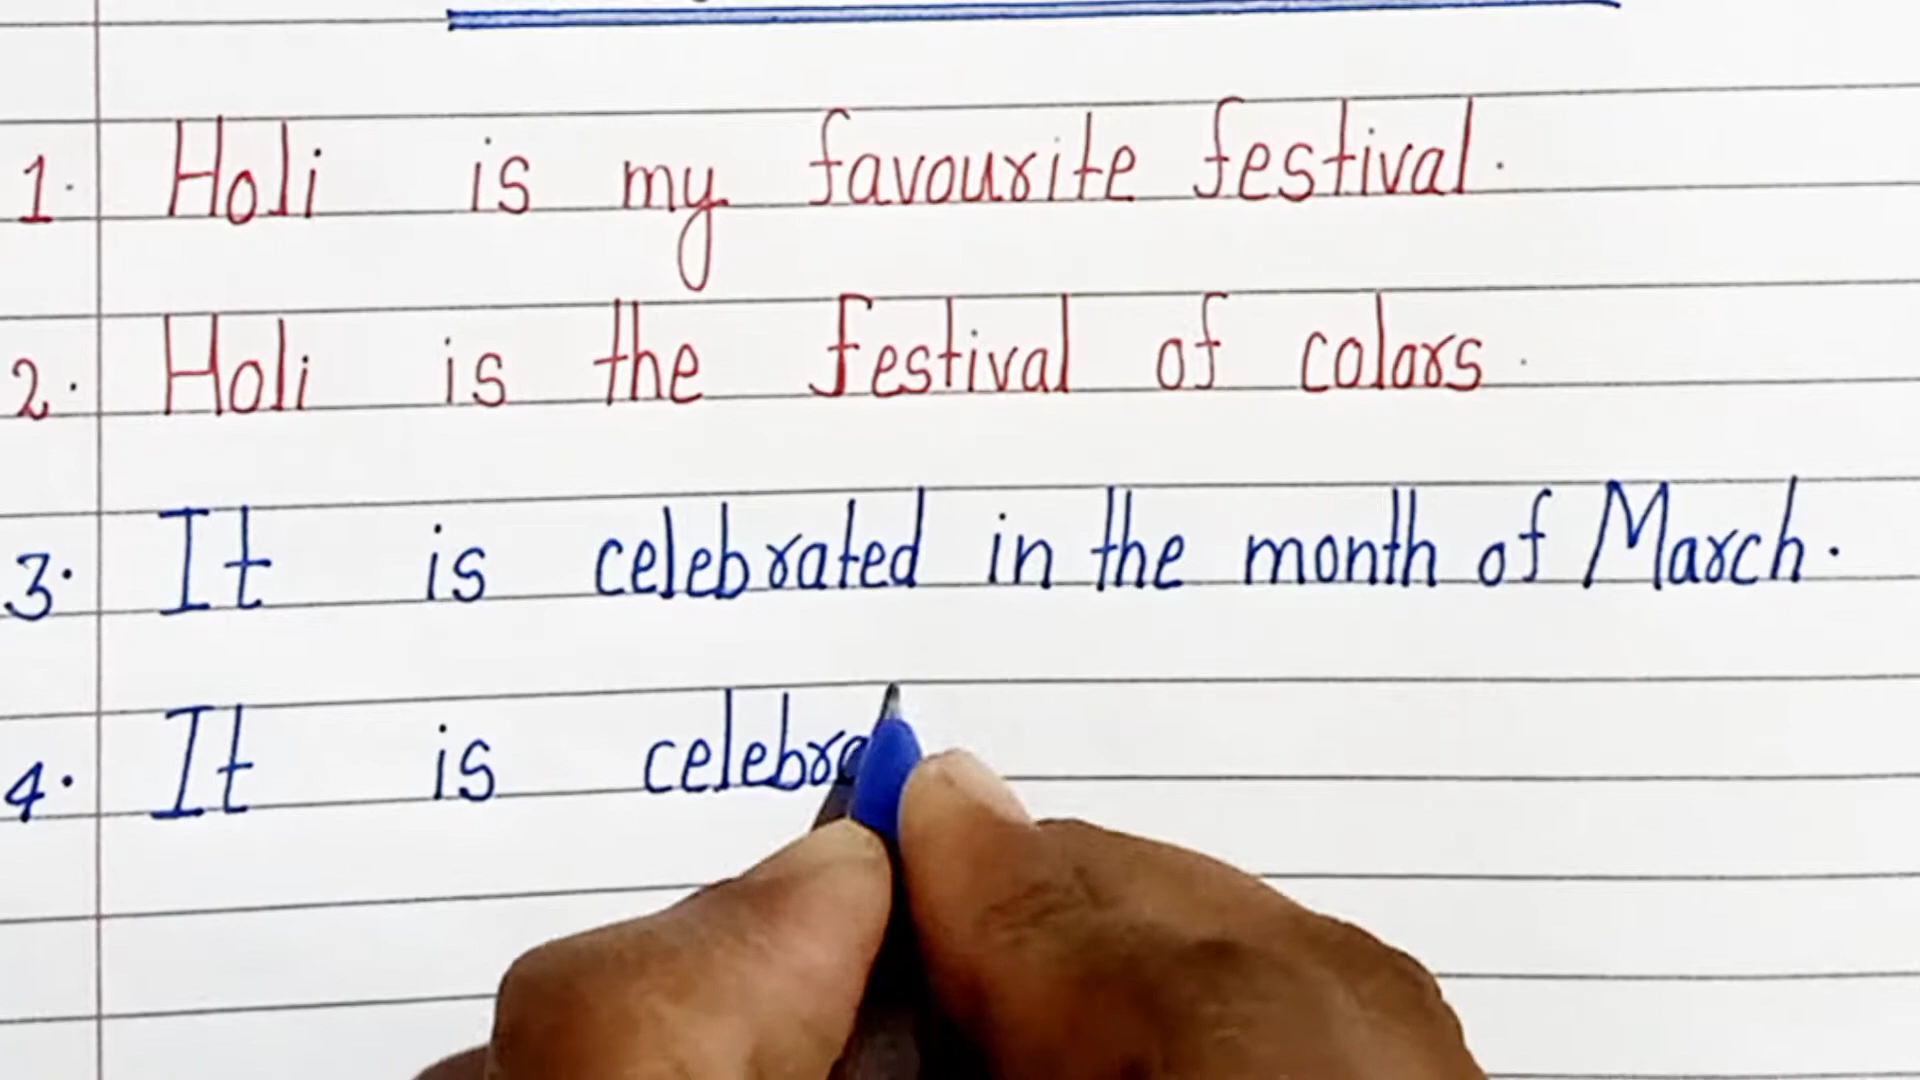 1. Holi is my favourite festival.
2. Holi is the festival of colors.
3. It is celebrated in the month of March.
4. It is celebra